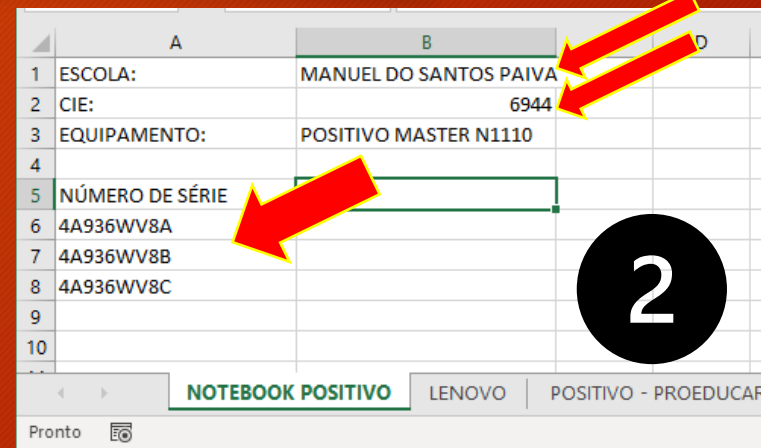 A B D
1 ESCOLA: MANUEL DO SANTOS PAIVA
2 CIE: 6944
3 EQUIPAMENTO: POSITIVO MASTER N1110
4
5 NÚMERO DE SÉRIE
6 4A936WV8A
7 4A936WV8B
8 4A936WV8C
9
10
2
NOTEBOOK POSITIVO LENOVO POSITIVO - PROEDUCAR
Pronto